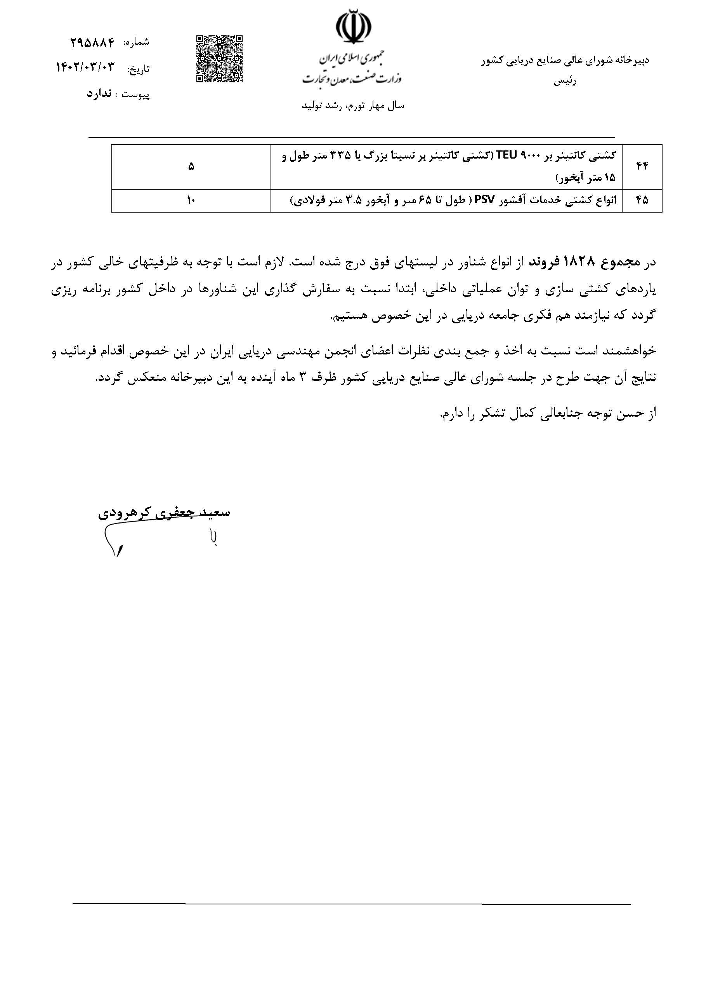 دبیرخانه شورای عالی صنایع دریایی کشور
رئیس
جمهوری اسلامی ایران
وزارت صنعت، معدن و تجارت
سال مهار تورم، رشد تولید
شماره: ۲۹۵۸۸۴
تاریخ: ۱۴۰۲/۰۳/۰۳
پیوست : ندارد
۴۴
کشتی کانتینر بر ۹۰۰۰ TEU (کشتی کانتینر بر نسبتا بزرگ با ۳۳۵ متر طول و
۱۵ متر آبخور)
۵
۴۵
انواع کشتی خدمات آفشور PSV ( طول تا ۶۵ متر و آبخور ۳.۵ متر فولادی)
۱۰
در مجموع ۱۸۲۸ فروند از انواع شناور در لیستهای فوق درج شده است. لازم است با توجه به ظرفیتهای خالی کشور در
یاردهای کشتی سازی و توان عملیاتی داخلی، ابتدا نسبت به سفارش گذاری این شناورها در داخل کشور برنامه ریزی
گردد که نیازمند هم فکری جامعه دریایی در این خصوص هستیم.
خواهشمند است نسبت به اخذ و جمع بندی نظرات اعضای انجمن مهندسی دریایی ایران در این خصوص اقدام فرمائید و
نتایج آن جهت طرح در جلسه شورای عالی صنایع دریایی کشور ظرف ۳ ماه آینده به این دبیرخانه منعکس گردد.
از حسن توجه جنابعالی کمال تشکر را دارم.
سعید جعفری کرهرودی